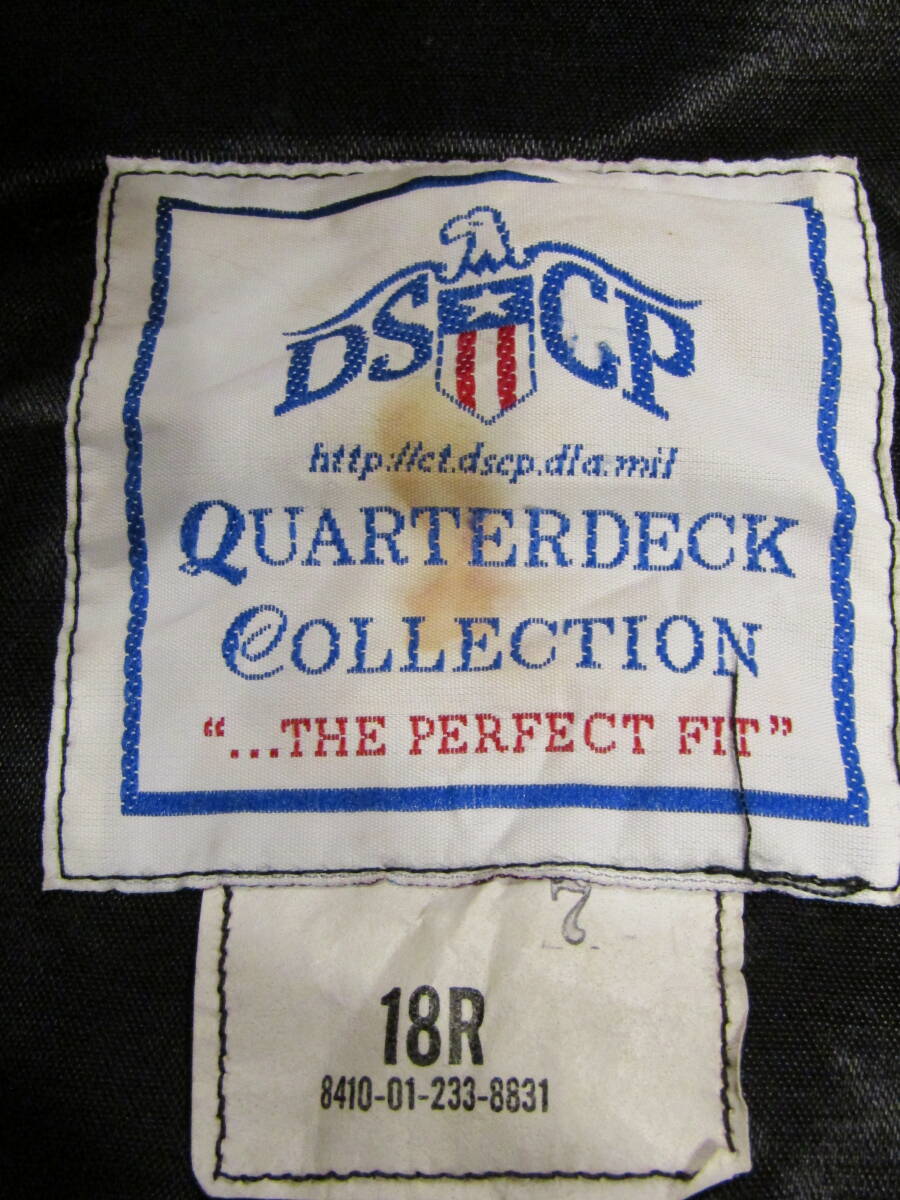 DSCP
http://ct.dscp.dla.mil
QUARTERDECK
COLLECTION
"...THE PERFECT FIT"
7
18R
8410-01-233-8831